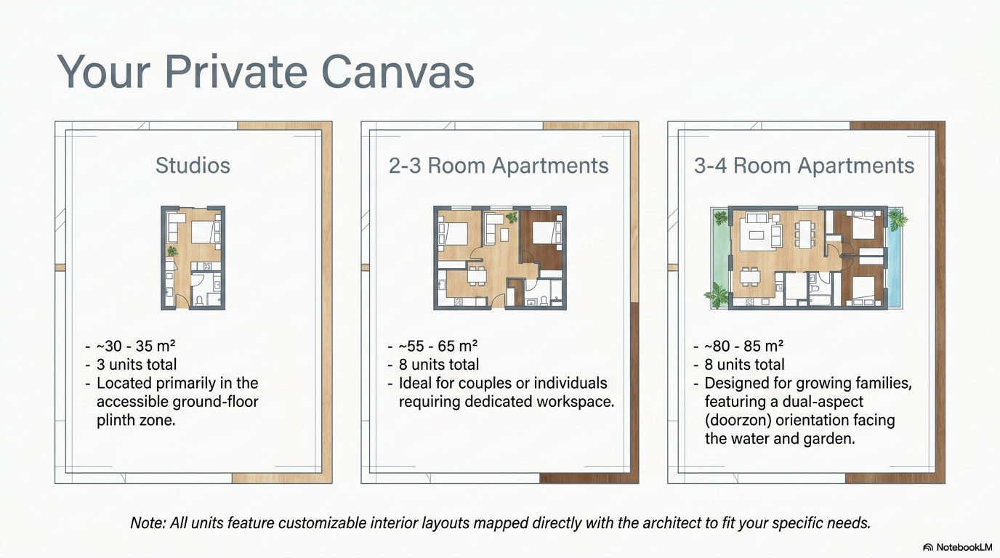 Your Private Canvas
Studios
- ~30 - 35 m²
- 3 units total
- Located primarily in the
accessible ground-floor
plinth zone.
2-3 Room Apartments
- ~55 - 65 m²
- 8 units total
- Ideal for couples or individuals
requiring dedicated workspace.
3-4 Room Apartments
- ~80 - 85 m²
- 8 units total
- Designed for growing families,
featuring a dual-aspect
(doorzon) orientation facing
the water and garden.
Note: All units feature customizable interior layouts mapped directly with the architect to fit your specific needs.
NotebookLM